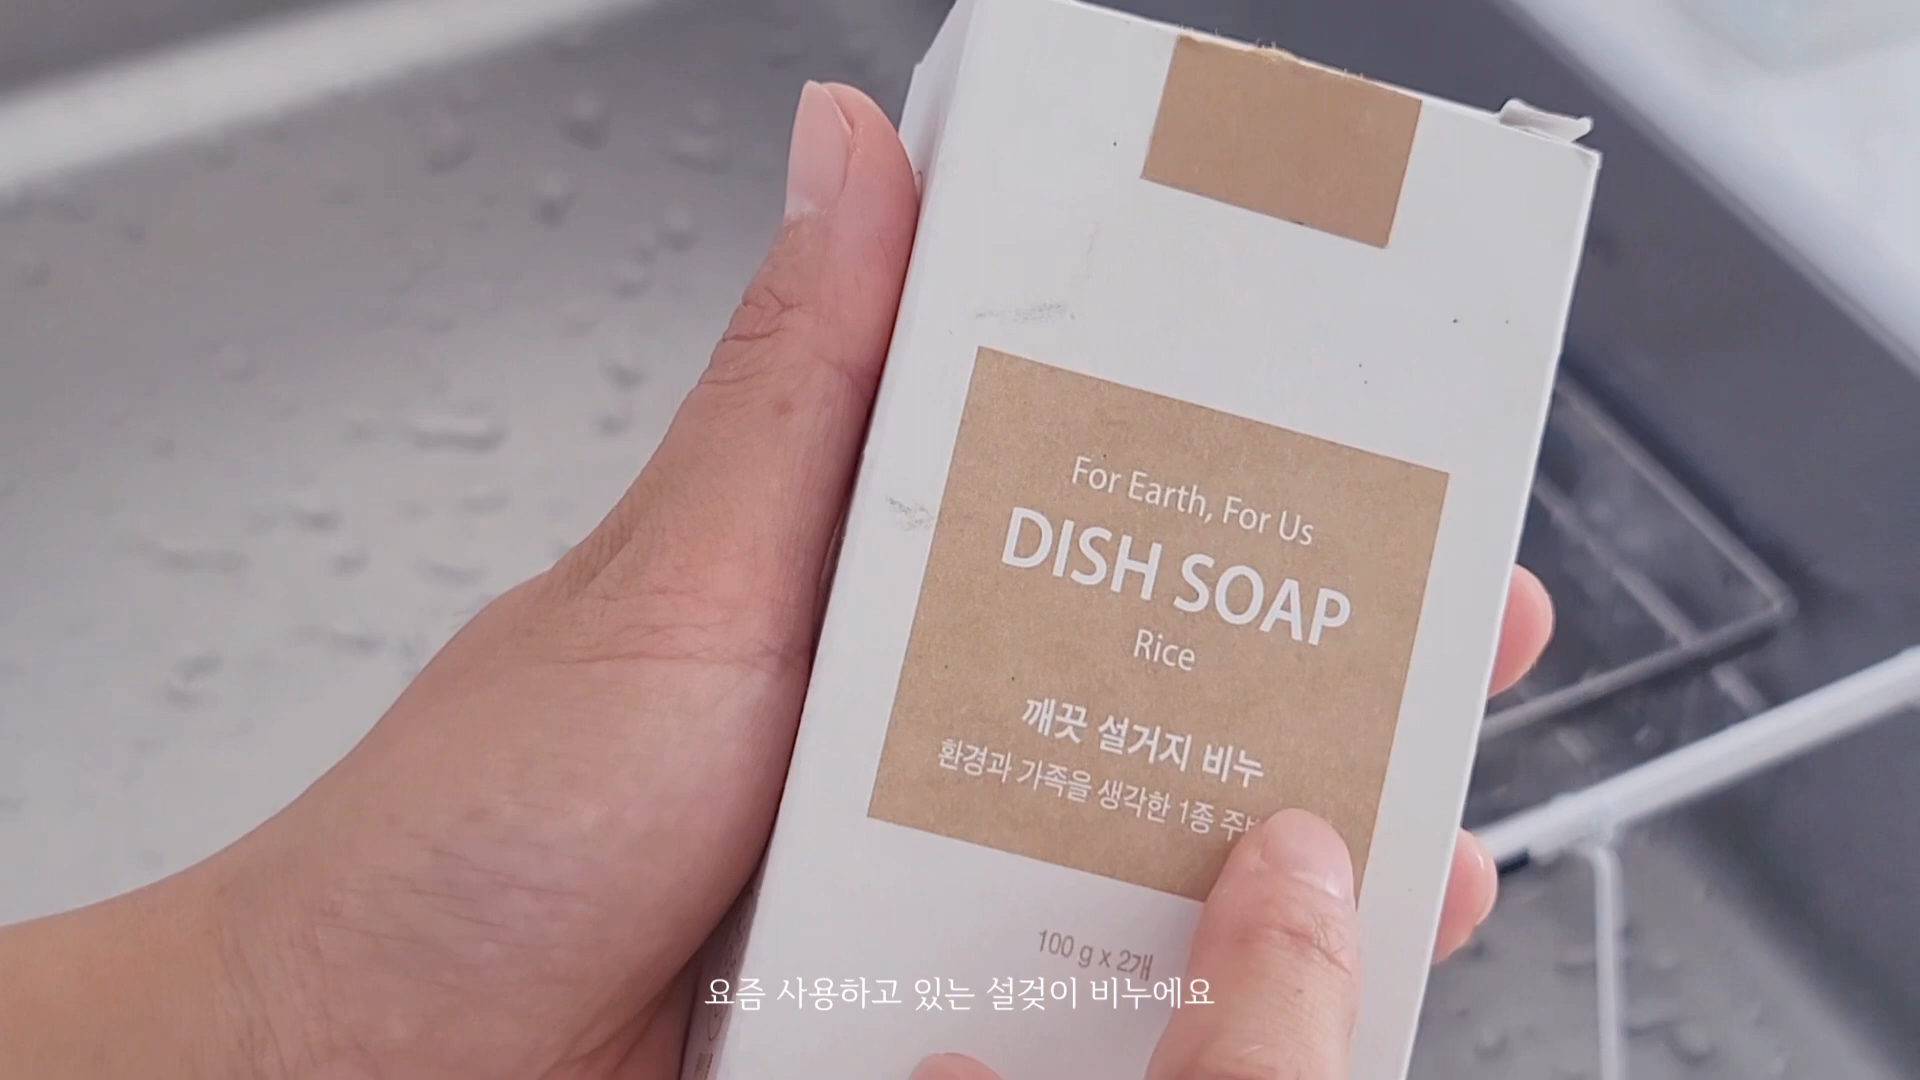 For Earth, For Us
DISH SOAP
Rice
깨끗 설거지 비누
환경과 가족을 생각한 1종
100 g x 2개
요즘 사용하고 있는 설겆이 비누에요